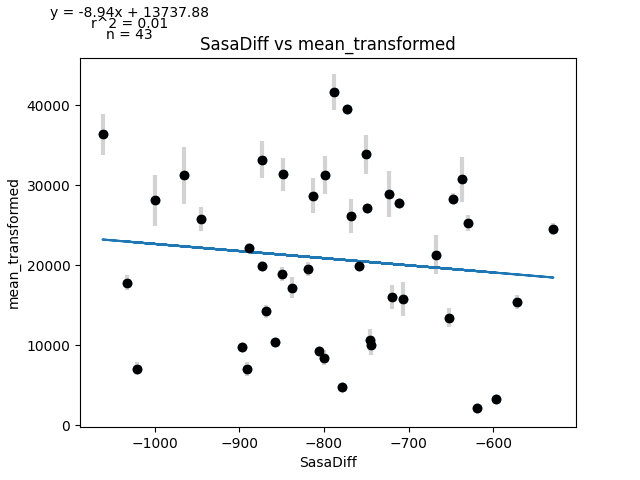 y = -8.94x + 13737.88
r^2 = 0.01
n = 43
SasaDiff vs mean_transformed
mean_transformed
40000
30000
20000
10000
0
−1000
−900
−800
−700
−600
SasaDiff